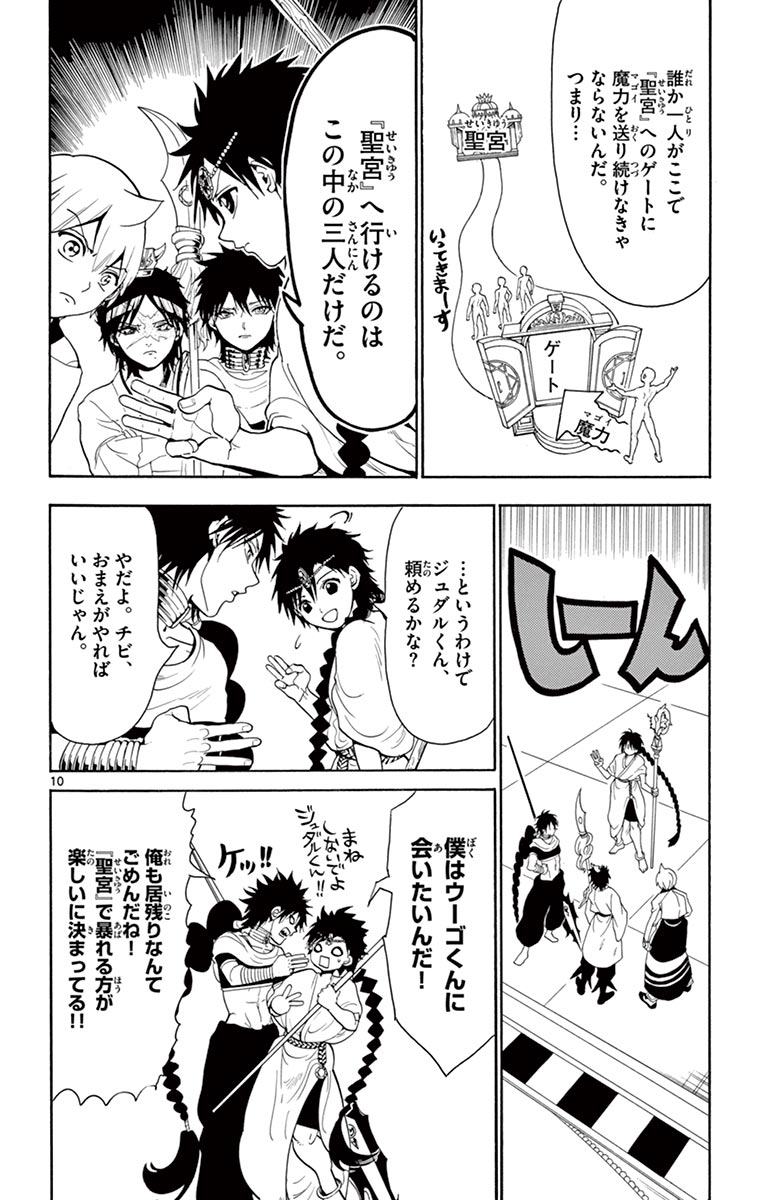 誰か一人がここで
『聖宮』へのゲートに
魔力を送り続けなきゃ
ならないんだ。
つまり…
聖宮
いってきまーす
ゲート
魔力
『聖宮』へ行けるのは
この中の三人だけだ。
しーん
…というわけで
ジュダルくん、
頼めるかな?
やだよ。チビ、
おまえがやれば
いいじゃん。
10
僕はウーゴくんに
会いたいんだ!
まね
しないでよ
ジュダルくん!!
ケッ!!
俺も居残りなんて
ごめんだね!
『聖宮』で暴れる方が
楽しいに決まってる!!